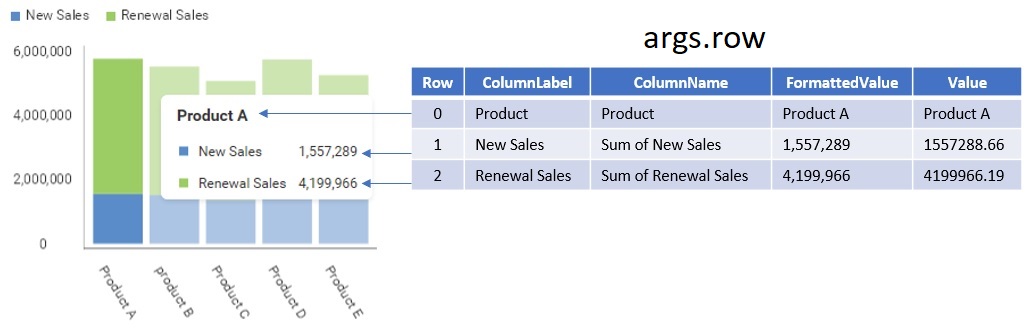 New Sales Renewal Sales
6,000,000
4,000,000
2,000,000
0
Product A
New Sales 1,557,289
Renewal Sales 4,199,966
Product A
product B
Product C
Product D
Product E
args.row
Row ColumnLabel ColumnName FormattedValue Value
0 Product Product Product A Product A
1 New Sales Sum of New Sales 1,557,289 1557288.66
2 Renewal Sales Sum of Renewal Sales 4,199,966 4199966.19